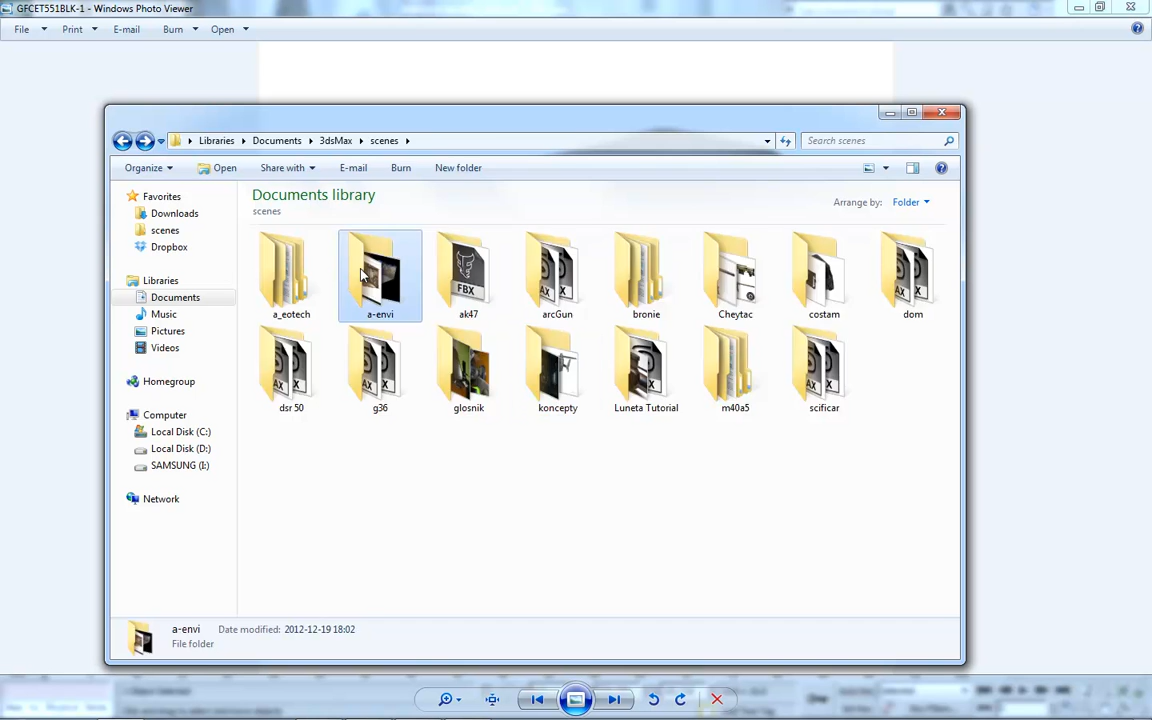 GFCET551BLK-1 - Windows Photo Viewer
File Print E-mail Burn Open
Libraries Documents 3dsMax scenes
Search scenes
Organize Open Share with E-mail Burn New folder
Favorites
Downloads
scenes
Dropbox
Libraries
Documents
Music
Pictures
Videos
Homegroup
Computer
Local Disk (C:)
Local Disk (D:)
SAMSUNG (I:)
Network
Documents library
scenes
Arrange by: Folder
FBX
a_eotech a-envi ak47 arcGun bronie Cheytac costam dom
dsr 50 g36 glosnik koncepty Luneta Tutorial m40a5 scificar
a-envi Date modified: 2012-12-19 18:02
File folder